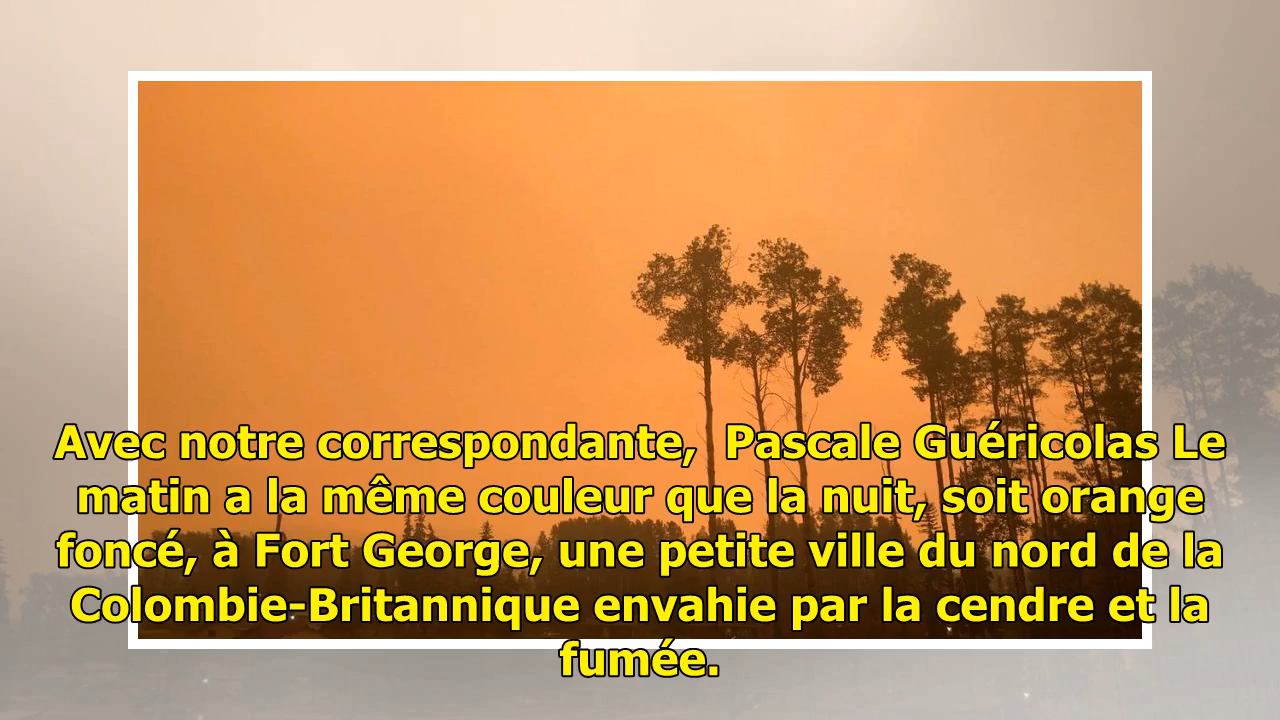 Avec notre correspondante,  Pascale Guéricolas Le
matin a la même couleur que la nuit, soit orange
foncé, à Fort George, une petite ville du nord de la
Colombie-Britannique envahie par la cendre et la
fumée.